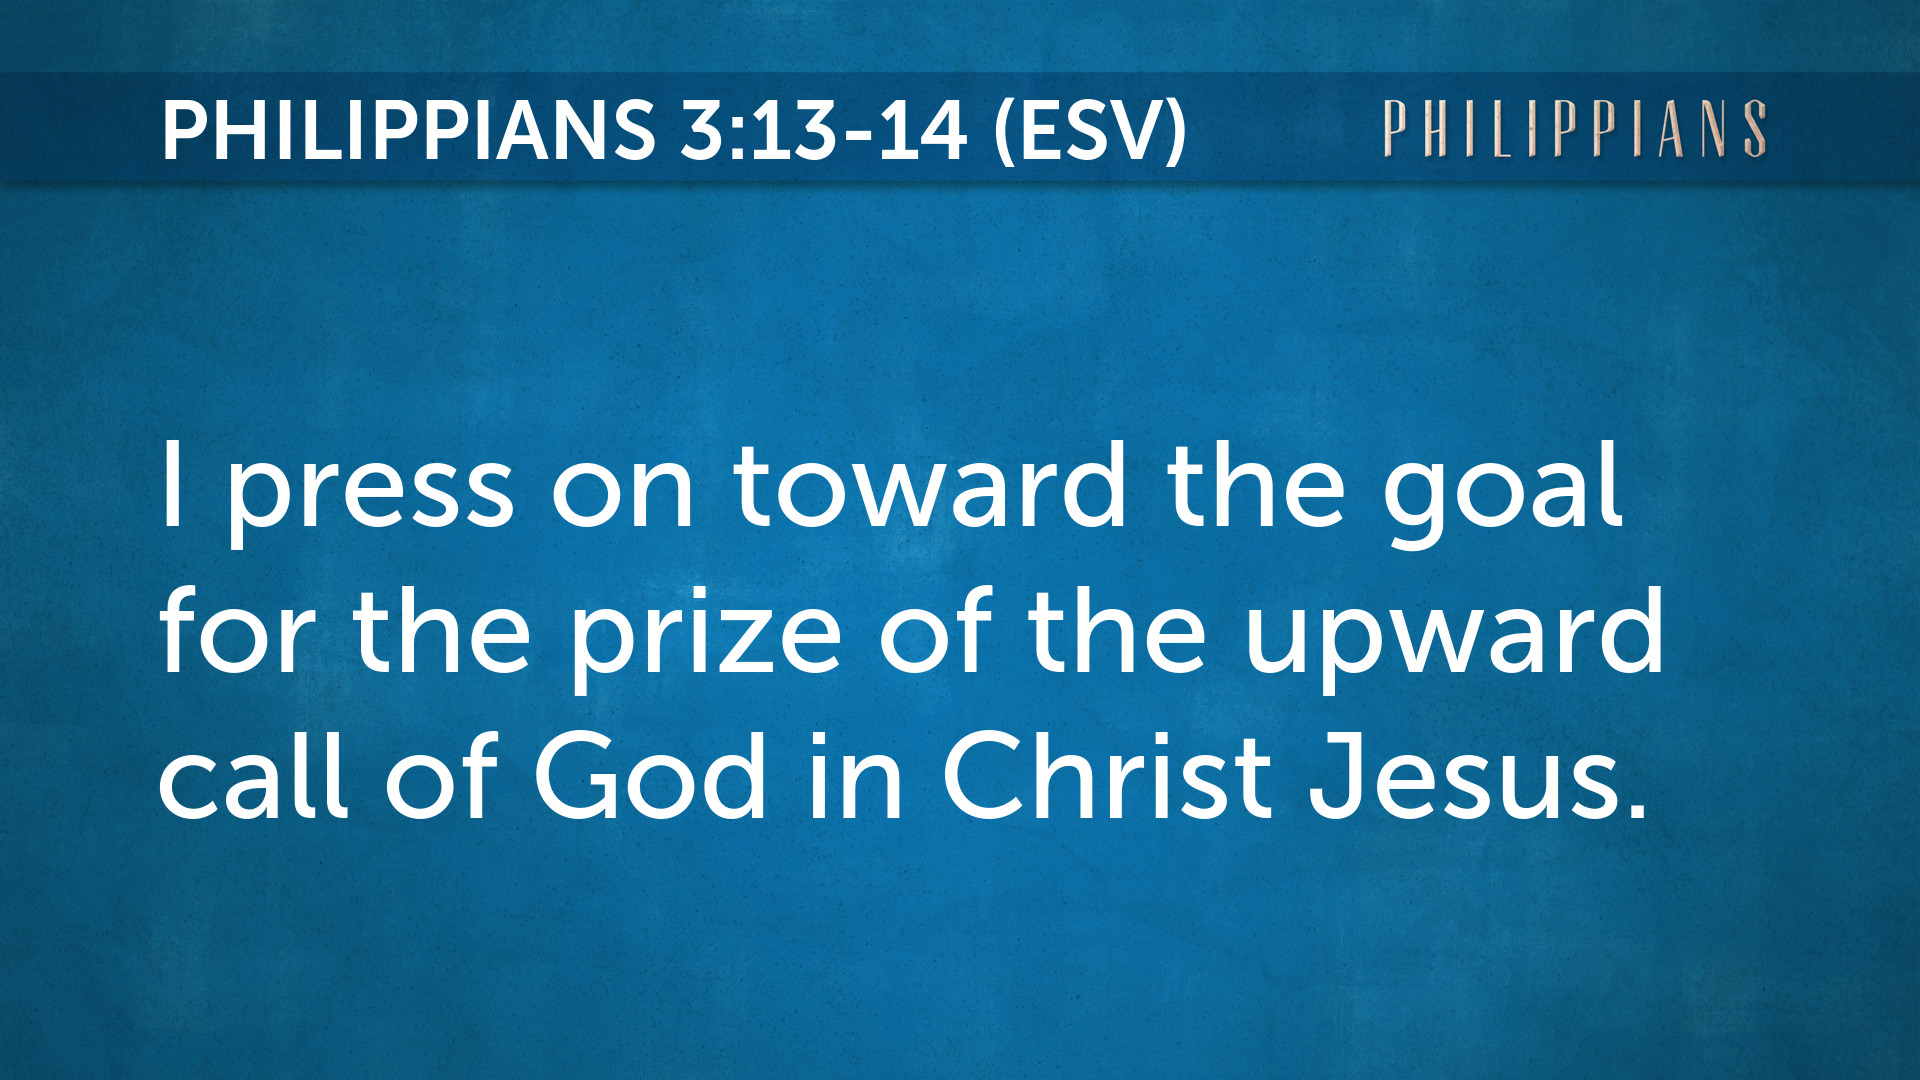 PHILIPPIANS 3:13-14 (ESV)
PHILIPPIANS
I press on toward the goal
for the prize of the upward
call of God in Christ Jesus.